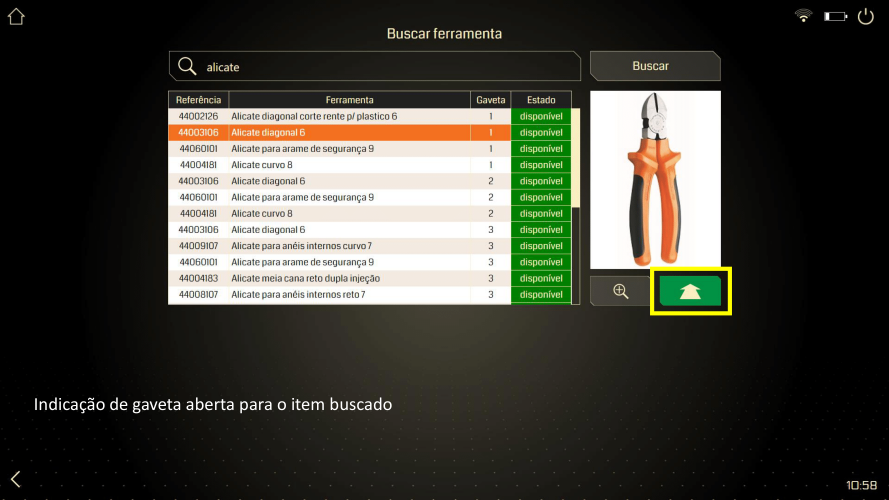 Buscar ferramenta
alicate
Buscar
Referência Ferramenta Gaveta Estado
44002126 Alicate diagonal corte rente p/ plastico 6 1 disponível
44003106 Alicate diagonal 6 1 disponível
44060101 Alicate para arame de segurança 9 1 disponível
44004181 Alicate curvo 8 1 disponível
44003106 Alicate diagonal 6 2 disponível
44060101 Alicate para arame de segurança 9 2 disponível
44004181 Alicate curvo 8 2 disponível
44003106 Alicate diagonal 6 3 disponível
44009107 Alicate para anéis internos curvo 7 3 disponível
44060101 Alicate para arame de segurança 9 3 disponível
44004183 Alicate meia cana reto dupla injeção 3 disponível
44008107 Alicate para anéis internos reto 7 3 disponível
Indicação de gaveta aberta para o item buscado
10:58